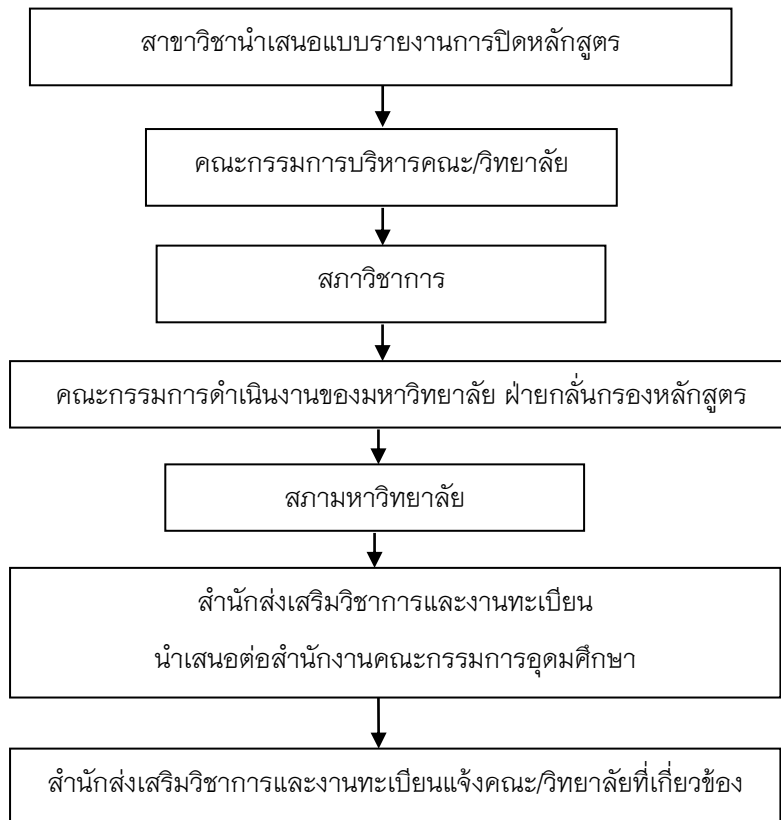 สาขาวิชานำเสนอแบบรายงานการปิดหลักสูตร
คณะกรรมการบริหารคณะ/วิทยาลัย
สภาวิชาการ
คณะกรรมการดำเนินงานของมหาวิทยาลัย ฝ่ายกลั่นกรองหลักสูตร
สภามหาวิทยาลัย
สำนักส่งเสริมวิชาการและงานทะเบียน
นำเสนอต่อสำนักงานคณะกรรมการอุดมศึกษา
สำนักส่งเสริมวิชาการและงานทะเบียนแจ้งคณะ/วิทยาลัยที่เกี่ยวข้อง